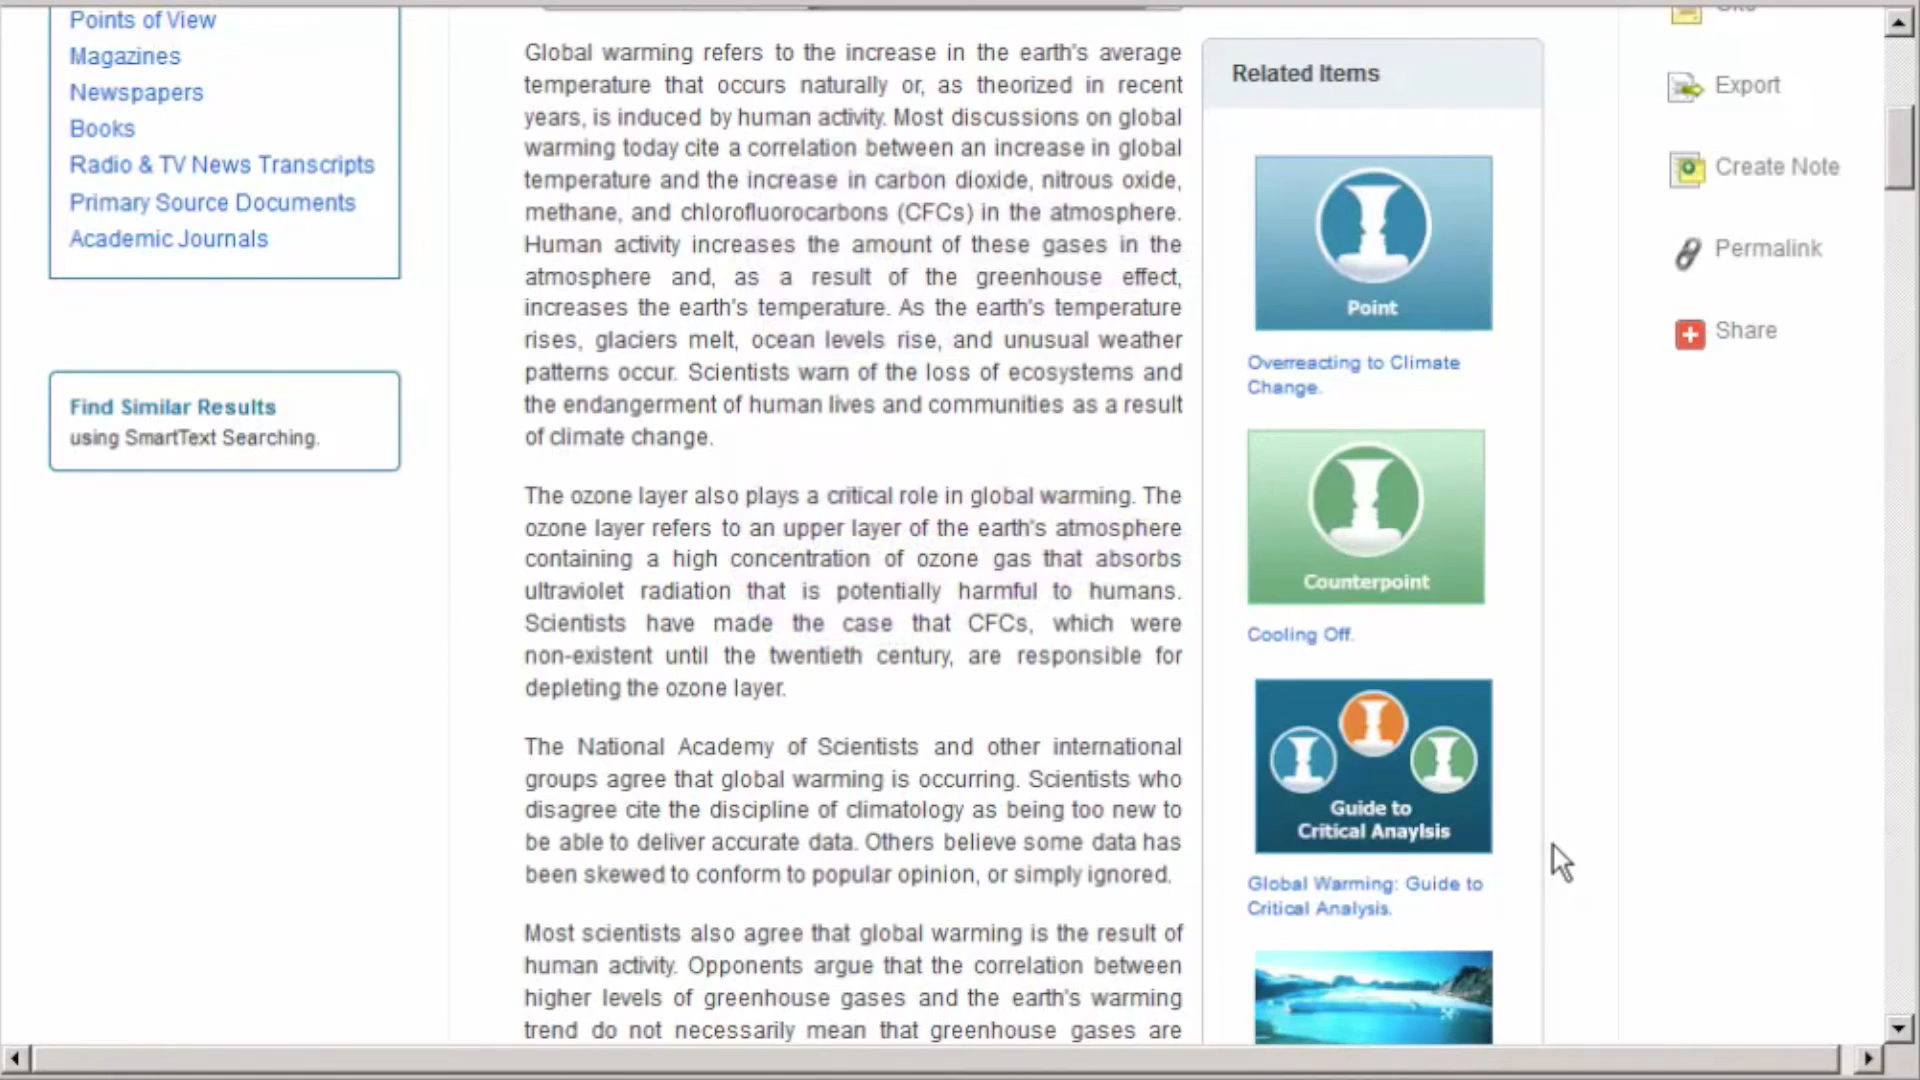 Points of View
Magazines
Newspapers
Books
Radio & TV News Transcripts
Primary Source Documents
Academic Journals
Find Similar Results
using SmartText Searching.
Global warming refers to the increase in the earth's average
temperature that occurs naturally or, as theorized in recent
years, is induced by human activity. Most discussions on global
warming today cite a correlation between an increase in global
temperature and the increase in carbon dioxide, nitrous oxide,
methane, and chlorofluorocarbons (CFCs) in the atmosphere.
Human activity increases the amount of these gases in the
atmosphere and, as a result of the greenhouse effect,
increases the earth's temperature. As the earth's temperature
rises, glaciers melt, ocean levels rise, and unusual weather
patterns occur. Scientists warn of the loss of ecosystems and
the endangerment of human lives and communities as a result
of climate change.
The ozone layer also plays a critical role in global warming. The
ozone layer refers to an upper layer of the earth's atmosphere
containing a high concentration of ozone gas that absorbs
ultraviolet radiation that is potentially harmful to humans.
Scientists have made the case that CFCs, which were
non-existent until the twentieth century, are responsible for
depleting the ozone layer.
The National Academy of Scientists and other international
groups agree that global warming is occurring. Scientists who
disagree cite the discipline of climatology as being too new to
be able to deliver accurate data. Others believe some data has
been skewed to conform to popular opinion, or simply ignored.
Most scientists also agree that global warming is the result of
human activity. Opponents argue that the correlation between
higher levels of greenhouse gases and the earth's warming
trend do not necessarily mean that greenhouse gases are
Related Items
Point
Overreacting to Climate
Change.
Counterpoint
Cooling Off.
Guide to
Critical Anaylsis
Global Warming: Guide to
Critical Analysis.
Cite
Export
Create Note
Permalink
Share